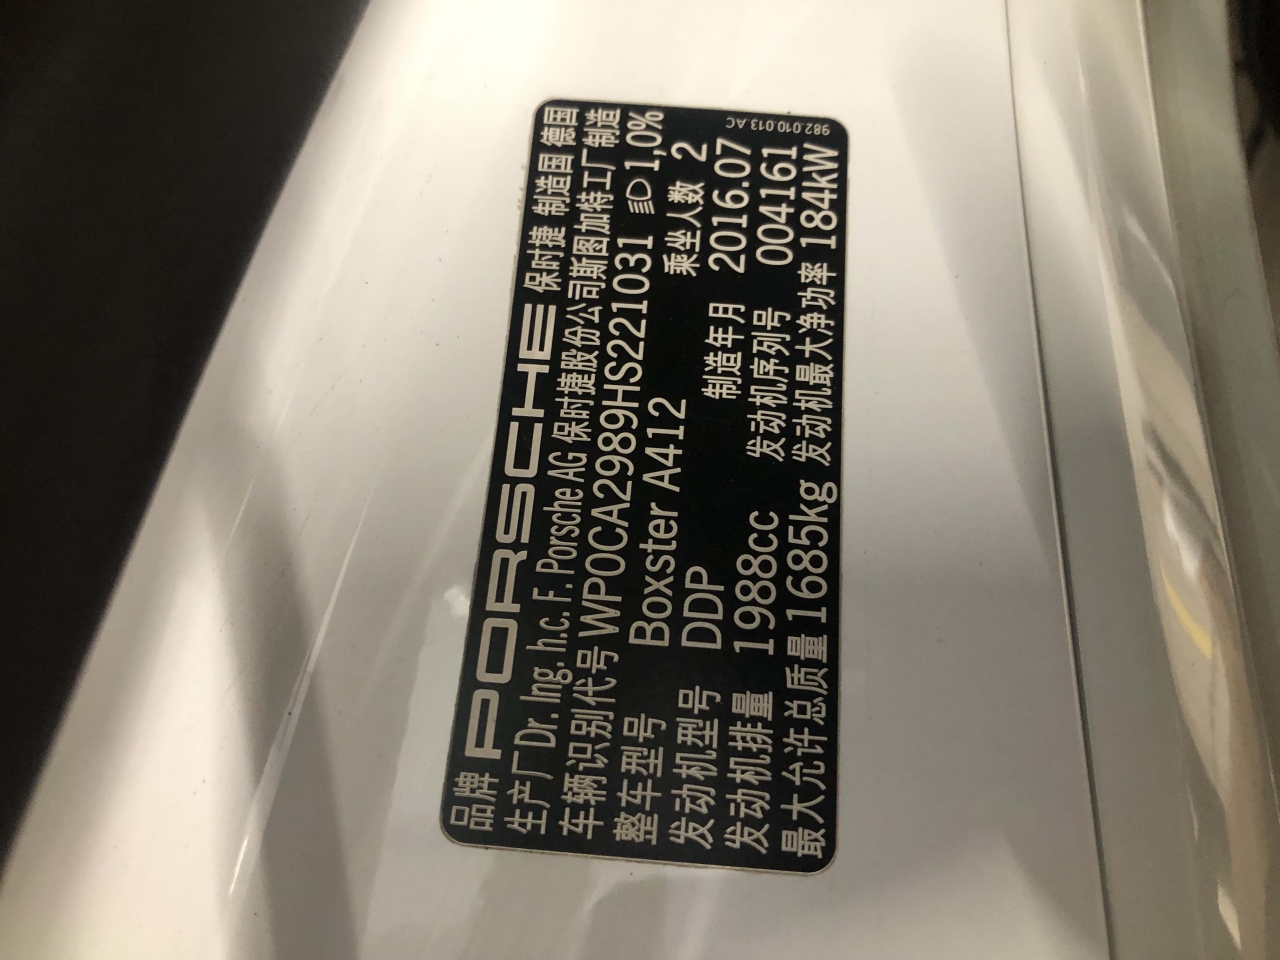 品牌 PORSCHE 保时捷 制造国 德国
生产厂 Dr. Ing. h.c. F. Porsche AG 保时捷股份公司斯图加特工厂制造
车辆识别代号 WP0CA2989HS221031 1,0%
整车型号 Boxster A412 乘坐人数 2
发动机型号 DDP 制造年月 2016.07
发动机排量 1988cc 发动机序列号 004161
最大允许总质量 1685kg 发动机最大净功率 184kW
982.010.013.AC